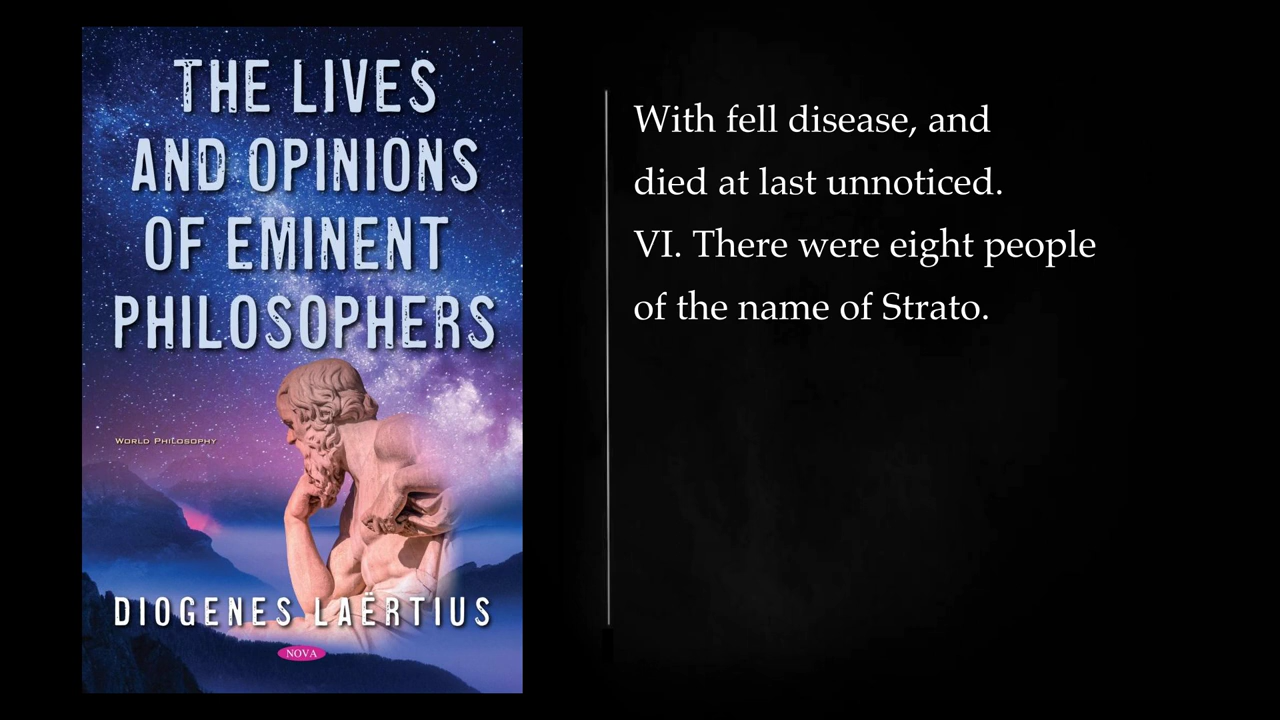 THE LIVES
AND OPINIONS
OF EMINENT
PHILOSOPHERS
WORLD PHILOSOPHY
DIOGENES LAËRTIUS
NOVA
With fell disease, and
died at last unnoticed.
VI. There were eight people
of the name of Strato.